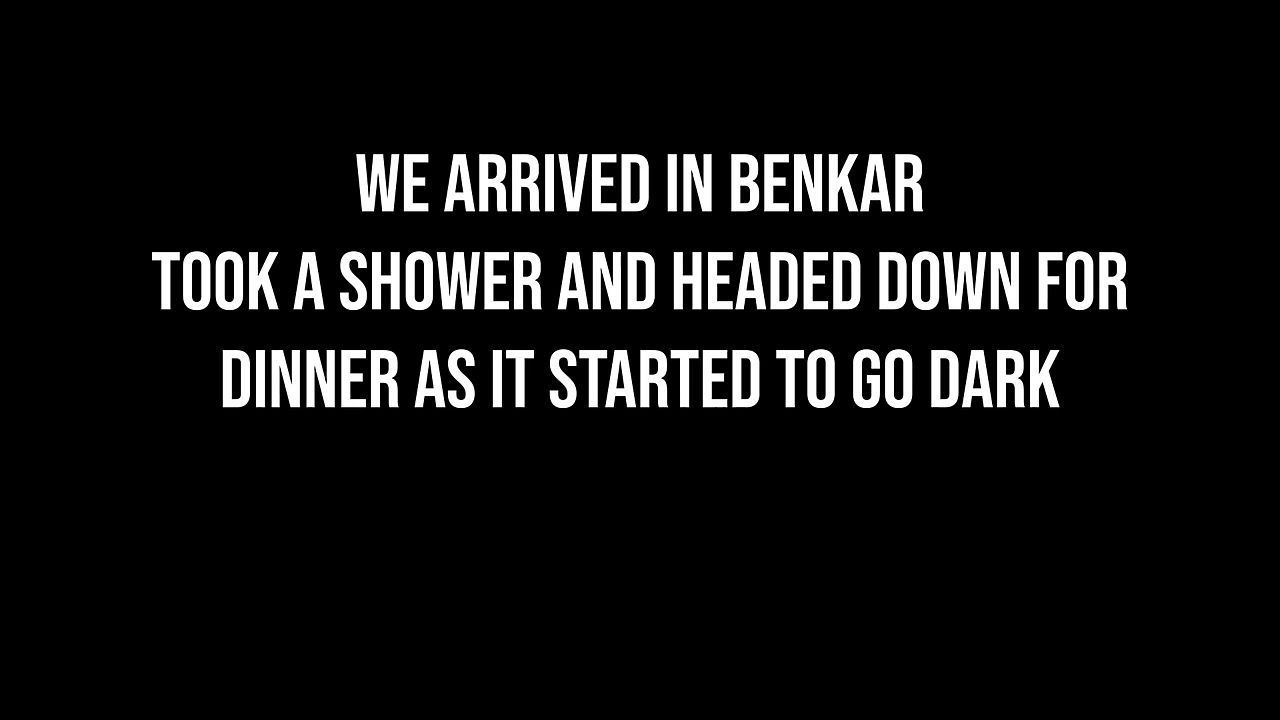 WE ARRIVED IN BENKAR
TOOK A SHOWER AND HEADED DOWN FOR
DINNER AS IT STARTED TO GO DARK